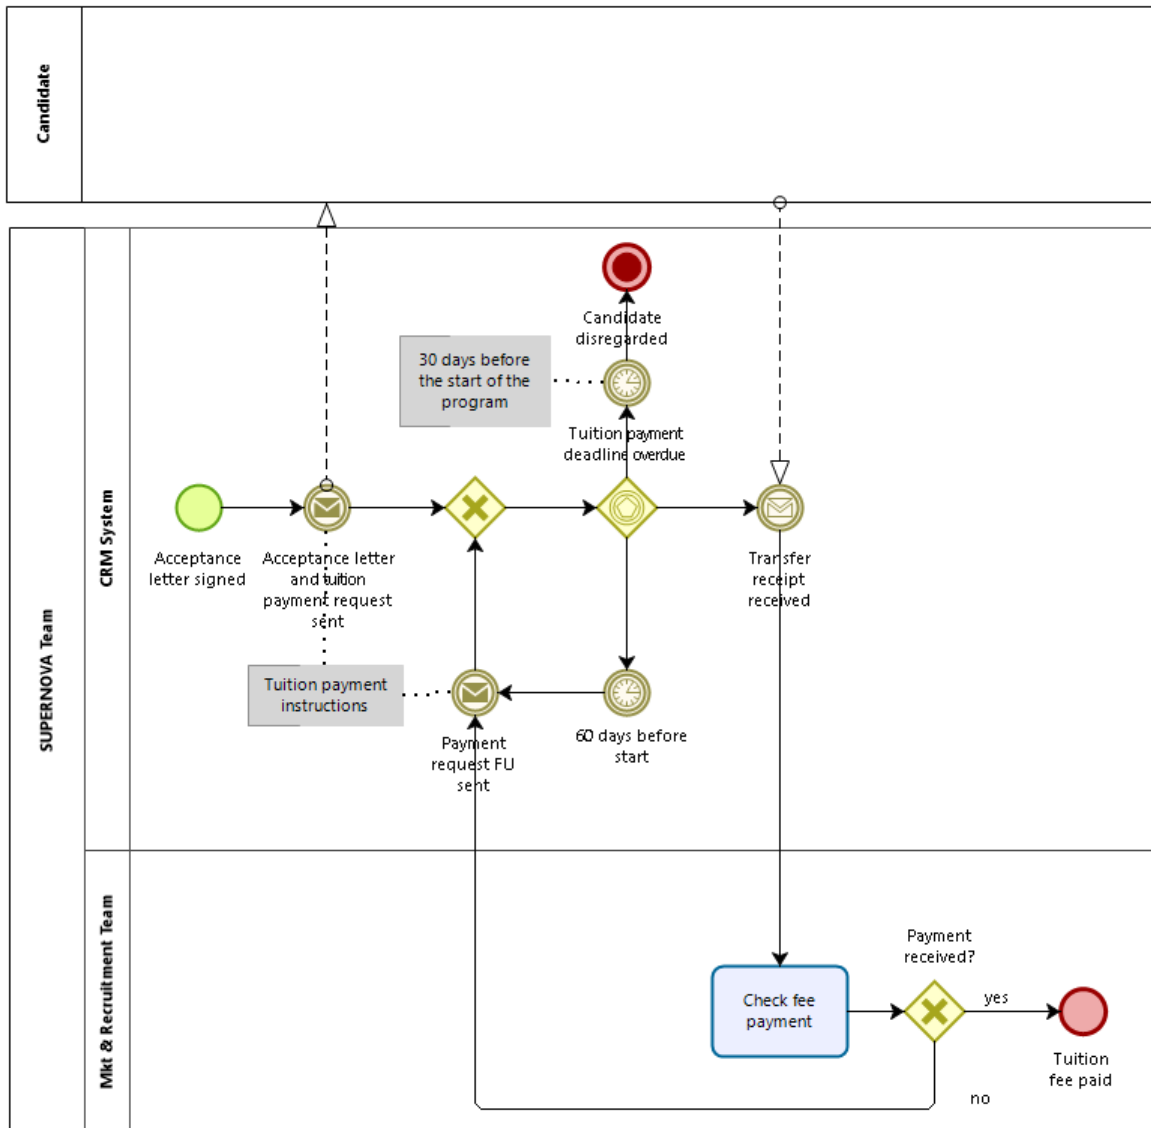 Candidate
SUPERNOVA Team
CRM System
Candidate
disregarded
30 days before
the start of the
program
Tuition payment
deadline overdue
Acceptance
letter signed
Acceptance letter
and tuition
payment request
sent
Transfer
receipt
received
Tuition payment
instructions
Payment
request FU
sent
60 days before
start
Mkt & Recruitment Team
Payment
received?
Check fee
payment
yes
Tuition
fee paid
no